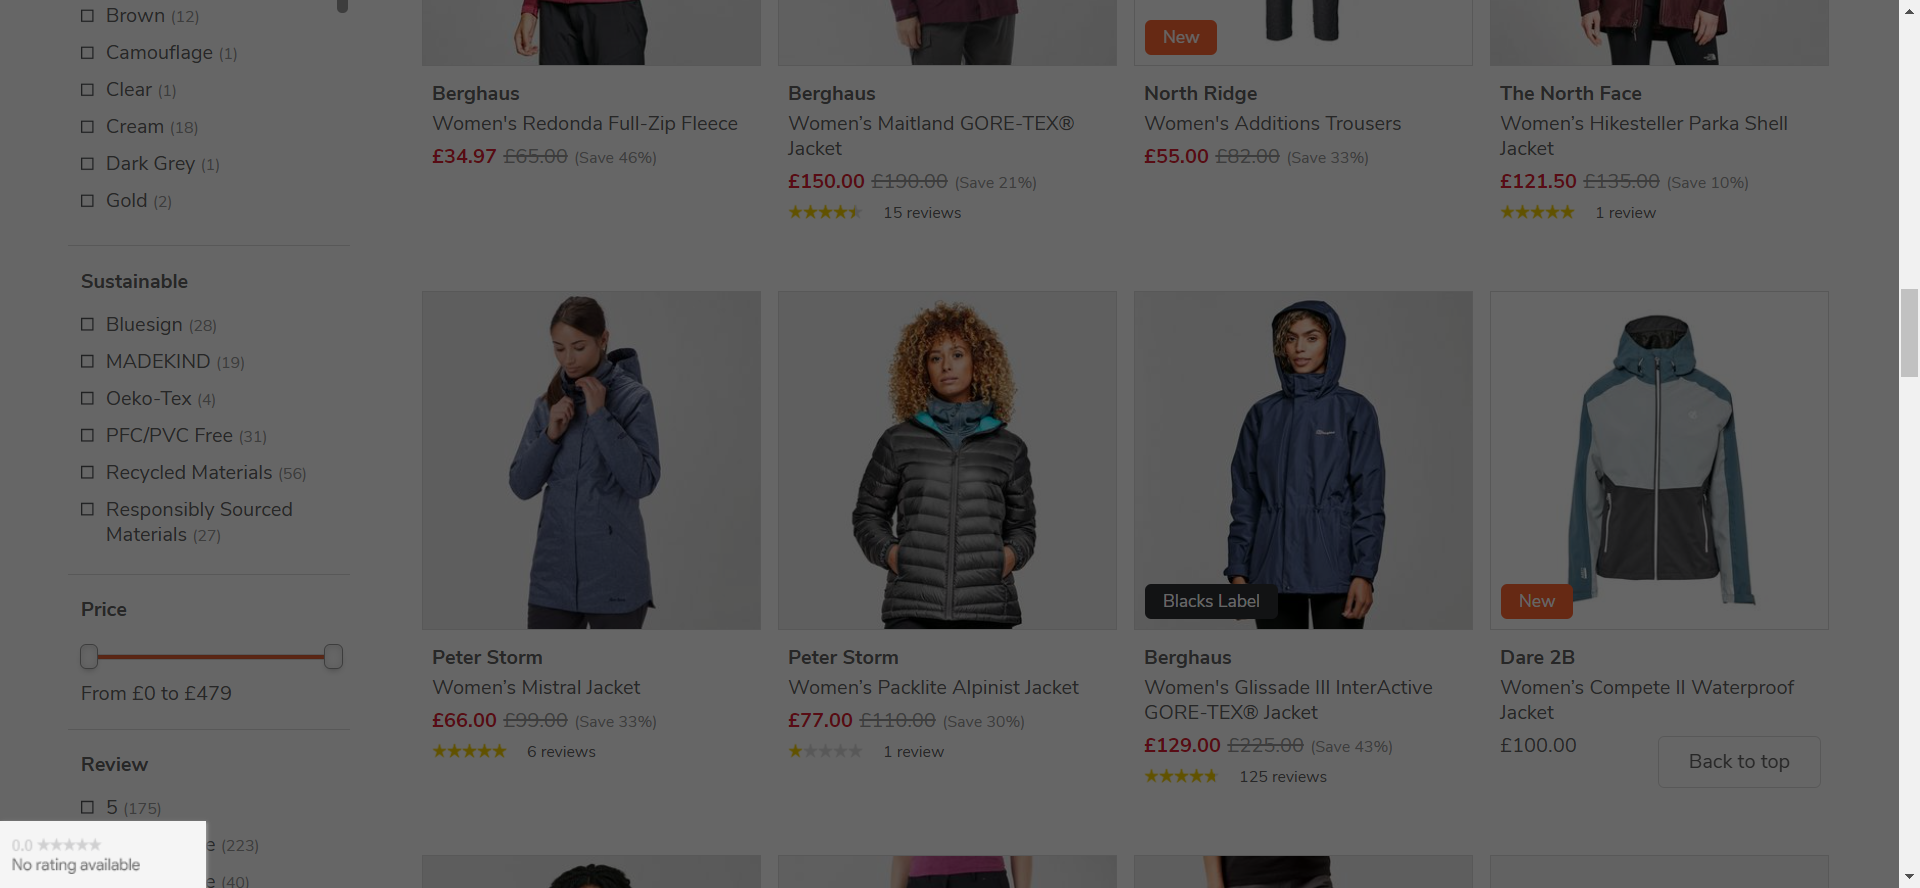 Brown (12)
Camouflage (1)
Clear (1)
Cream (18)
Dark Grey (1)
Gold (2)
Sustainable
Bluesign (28)
MADEKIND (19)
Oeko-Tex (4)
PFC/PVC Free (31)
Recycled Materials (56)
Responsibly Sourced
Materials (27)
Price
From £0 to £479
Review
5 (175)
e (223)
e (40)
0.0
No rating available
New
Berghaus
Women's Redonda Full-Zip Fleece
£34.97 £65.00 (Save 46%)
Berghaus
Women’s Maitland GORE-TEX®
Jacket
£150.00 £190.00 (Save 21%)
15 reviews
North Ridge
Women's Additions Trousers
£55.00 £82.00 (Save 33%)
The North Face
Women’s Hikesteller Parka Shell
Jacket
£121.50 £135.00 (Save 10%)
1 review
Blacks Label
New
Peter Storm
Women’s Mistral Jacket
£66.00 £99.00 (Save 33%)
6 reviews
Peter Storm
Women’s Packlite Alpinist Jacket
£77.00 £110.00 (Save 30%)
1 review
Berghaus
Women's Glissade III InterActive
GORE-TEX® Jacket
£129.00 £225.00 (Save 43%)
125 reviews
Dare 2B
Women’s Compete II Waterproof
Jacket
£100.00
Back to top